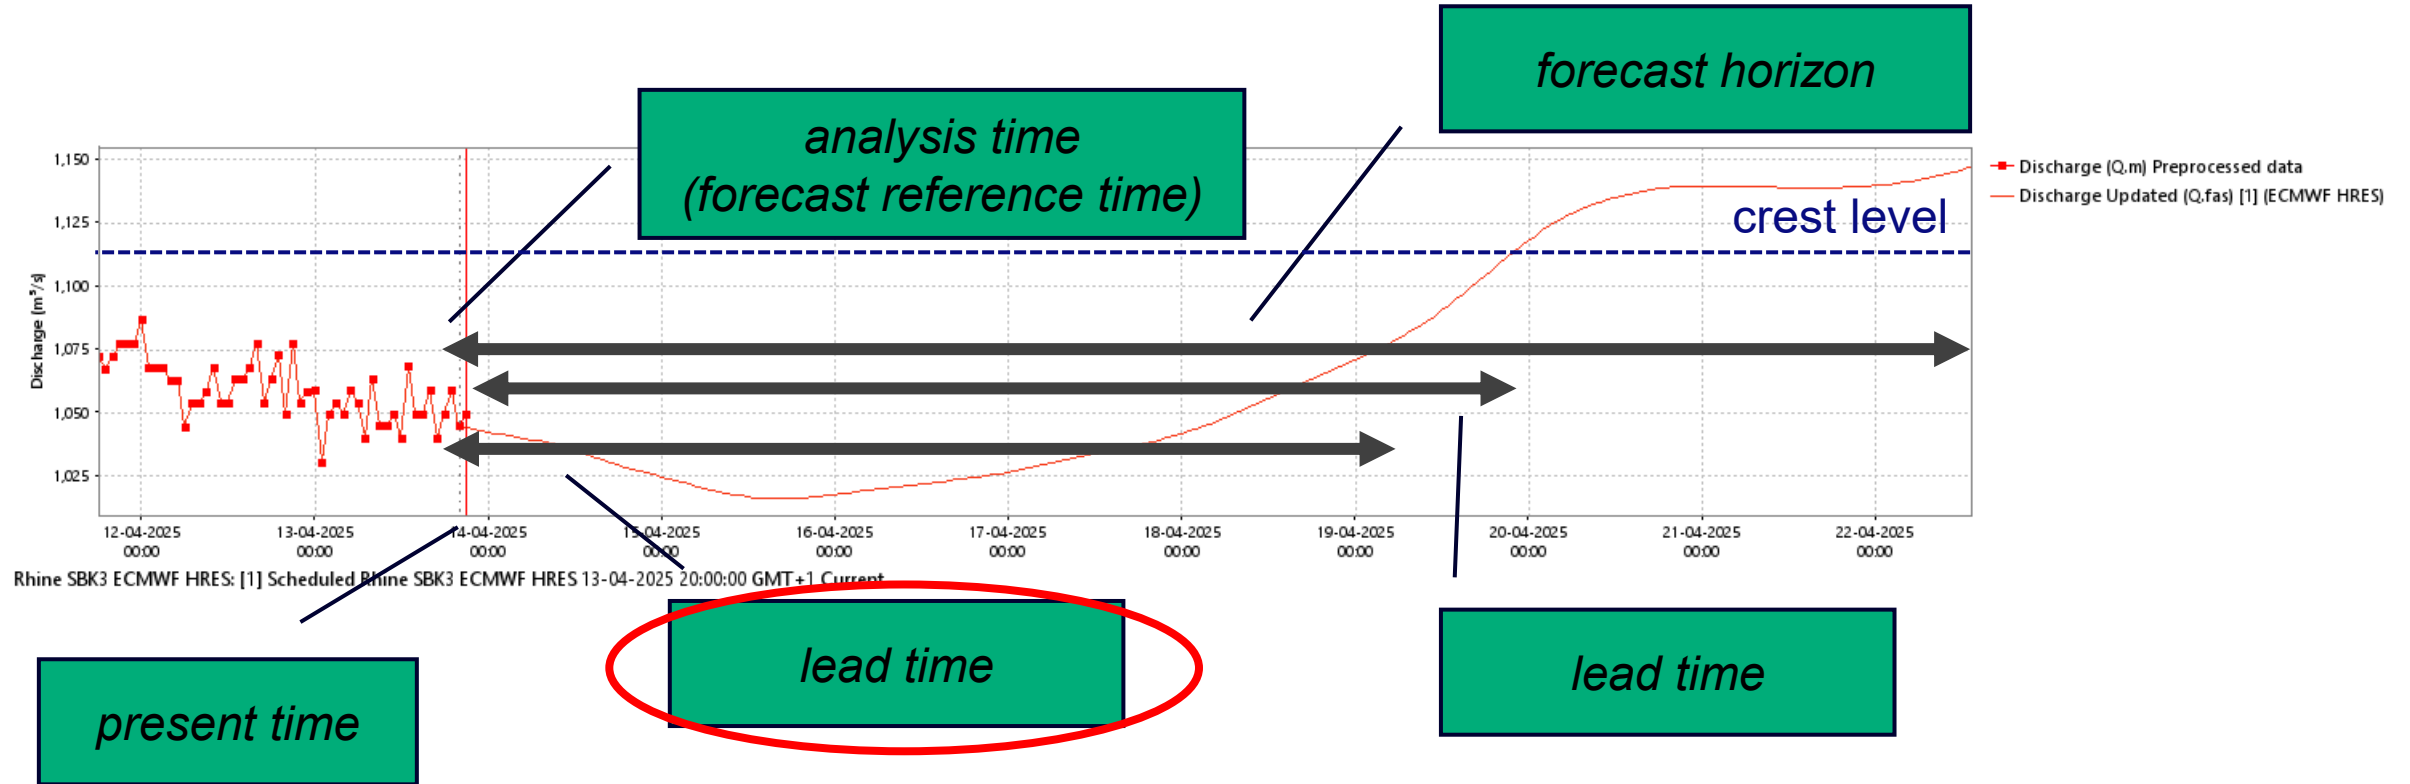 forecast horizon
analysis time
(forecast reference time)
Discharge (Q.m) Preprocessed data
Discharge Updated (Q.fas) [1] (ECMWF HRES)
crest level
Discharge (m³/s)
1,150
1,125
1,100
1,075
1,050
1,025
12-04-2025 13-04-2025 14-04-2025 15-04-2025 16-04-2025 17-04-2025 18-04-2025 19-04-2025 20-04-2025 21-04-2025 22-04-2025
00:00 00:00 00:00 00:00 00:00 00:00 00:00 00:00 00:00 00:00 00:00
Rhine SBK3 ECMWF HRES: [1] Scheduled Rhine SBK3 ECMWF HRES 13-04-2025 20:00:00 GMT+1 Current
lead time
lead time
present time